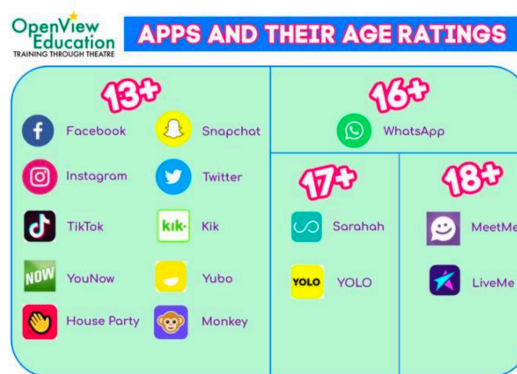 OpenView
Education
TRAINING THROUGH THEATRE
APPS AND THEIR AGE RATINGS
13+
Facebook
Snapchat
Instagram
Twitter
TikTok
kik.
Kik
NOW
YouNow
Yubo
House Party
Monkey
16+
WhatsApp
17+
Sarahah
YOLO
YOLO
18+
MeetMe
LiveMe